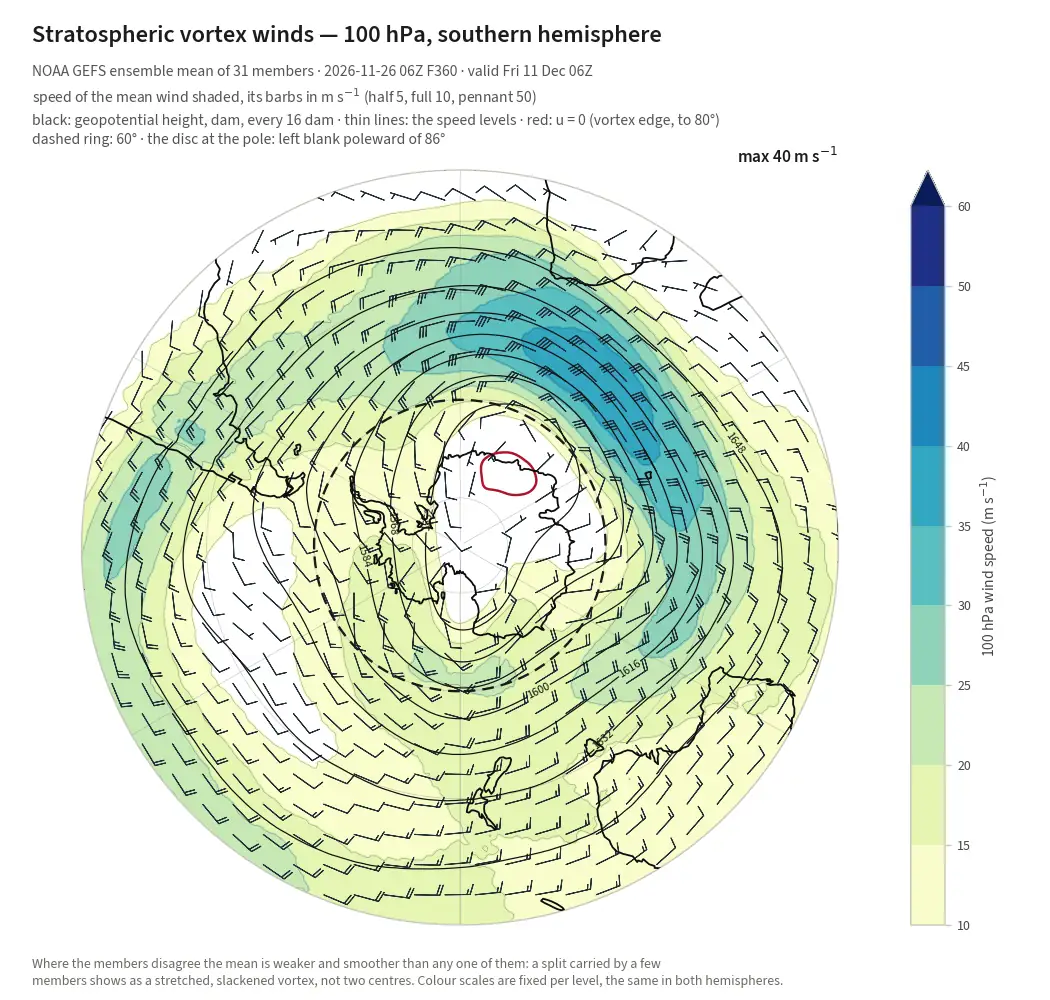 Stratospheric vortex winds — 100 hPa, southern hemisphere
NOAA GEFS ensemble mean of 31 members · 2026-11-26 06Z F360 · valid Fri 11 Dec 06Z
speed of the mean wind shaded, its barbs in m s⁻¹ (half 5, full 10, pennant 50)
black: geopotential height, dam, every 16 dam · thin lines: the speed levels · red: u = 0 (vortex edge, to 80°)
dashed ring: 60° · the disc at the pole: left blank poleward of 86°
max 40 m s⁻¹
60
50
45
40
35
30
25
20
15
10
100 hPa wind speed (m s⁻¹)
1648
1584
1616
1600
Where the members disagree the mean is weaker and smoother than any one of them: a split carried by a few
members shows as a stretched, slackened vortex, not two centres. Colour scales are fixed per level, the same in both hemispheres.